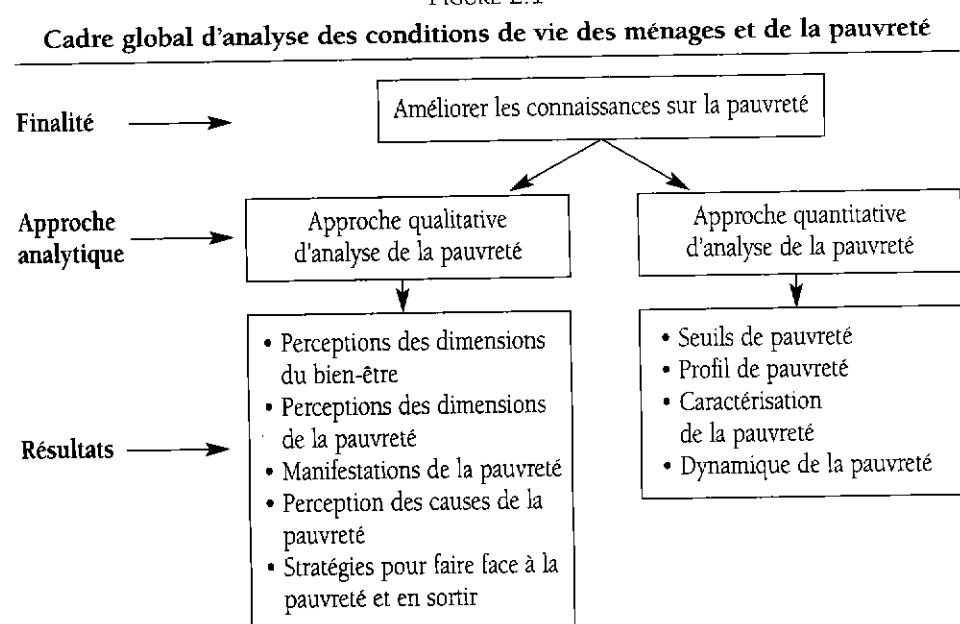 Cadre global d'analyse des conditions de vie des ménages et de la pauvreté
Finalité
Améliorer les connaissances sur la pauvreté
Approche
analytique
Approche qualitative
d'analyse de la pauvreté
Approche quantitative
d'analyse de la pauvreté
Résultats
• Perceptions des dimensions
du bien-être
• Perceptions des dimensions
de la pauvreté
• Manifestations de la pauvreté
• Perception des causes de la
pauvreté
• Stratégies pour faire face à la
pauvreté et en sortir
• Seuils de pauvreté
• Profil de pauvreté
• Caractérisation
de la pauvreté
• Dynamique de la pauvreté